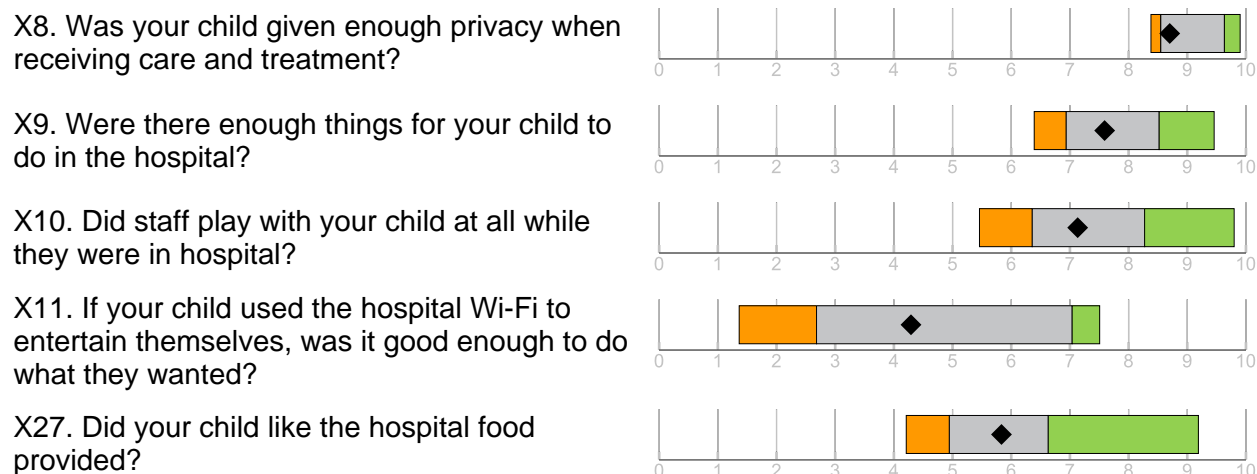 X8. Was your child given enough privacy when
receiving care and treatment?
0 1 2 3 4 5 6 7 8 9 10
X9. Were there enough things for your child to
do in the hospital?
0 1 2 3 4 5 6 7 8 9 10
X10. Did staff play with your child at all while
they were in hospital?
0 1 2 3 4 5 6 7 8 9 10
X11. If your child used the hospital Wi-Fi to
entertain themselves, was it good enough to do
what they wanted?
0 1 2 3 4 5 6 7 8 9 10
X27. Did your child like the hospital food
provided?
0 1 2 3 4 5 6 7 8 9 10